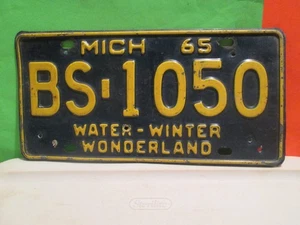 MICH 65
BS-1050
WATER-WINTER
WONDERLAND